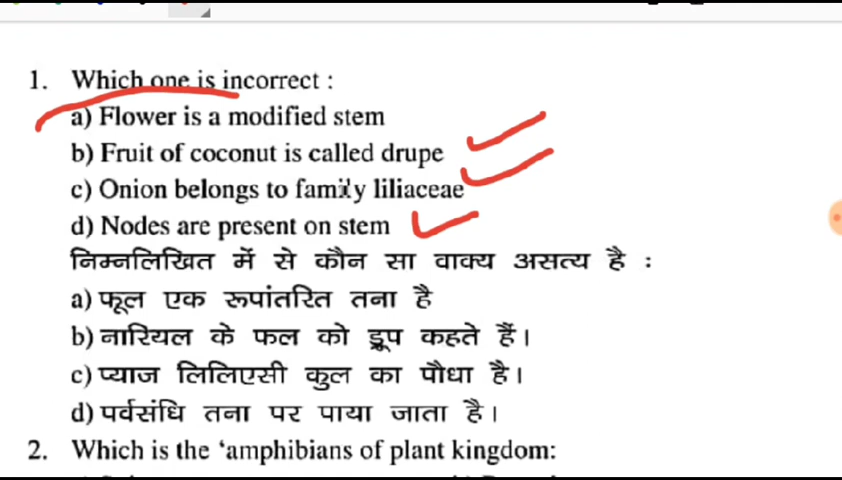 1. Which one is incorrect :
a) Flower is a modified stem
b) Fruit of coconut is called drupe
c) Onion belongs to family liliaceae
d) Nodes are present on stem
निम्नलिखित में से कौन सा वाक्य असत्य है :
a) फूल एक रूपांतरित तना है
b) नारियल के फल को ड्रूप कहते हैं।
c) प्याज लिलिएसी कुल का पौधा है।
d) पर्वसंधि तना पर पाया जाता है।
2. Which is the ‘amphibians of plant kingdom: